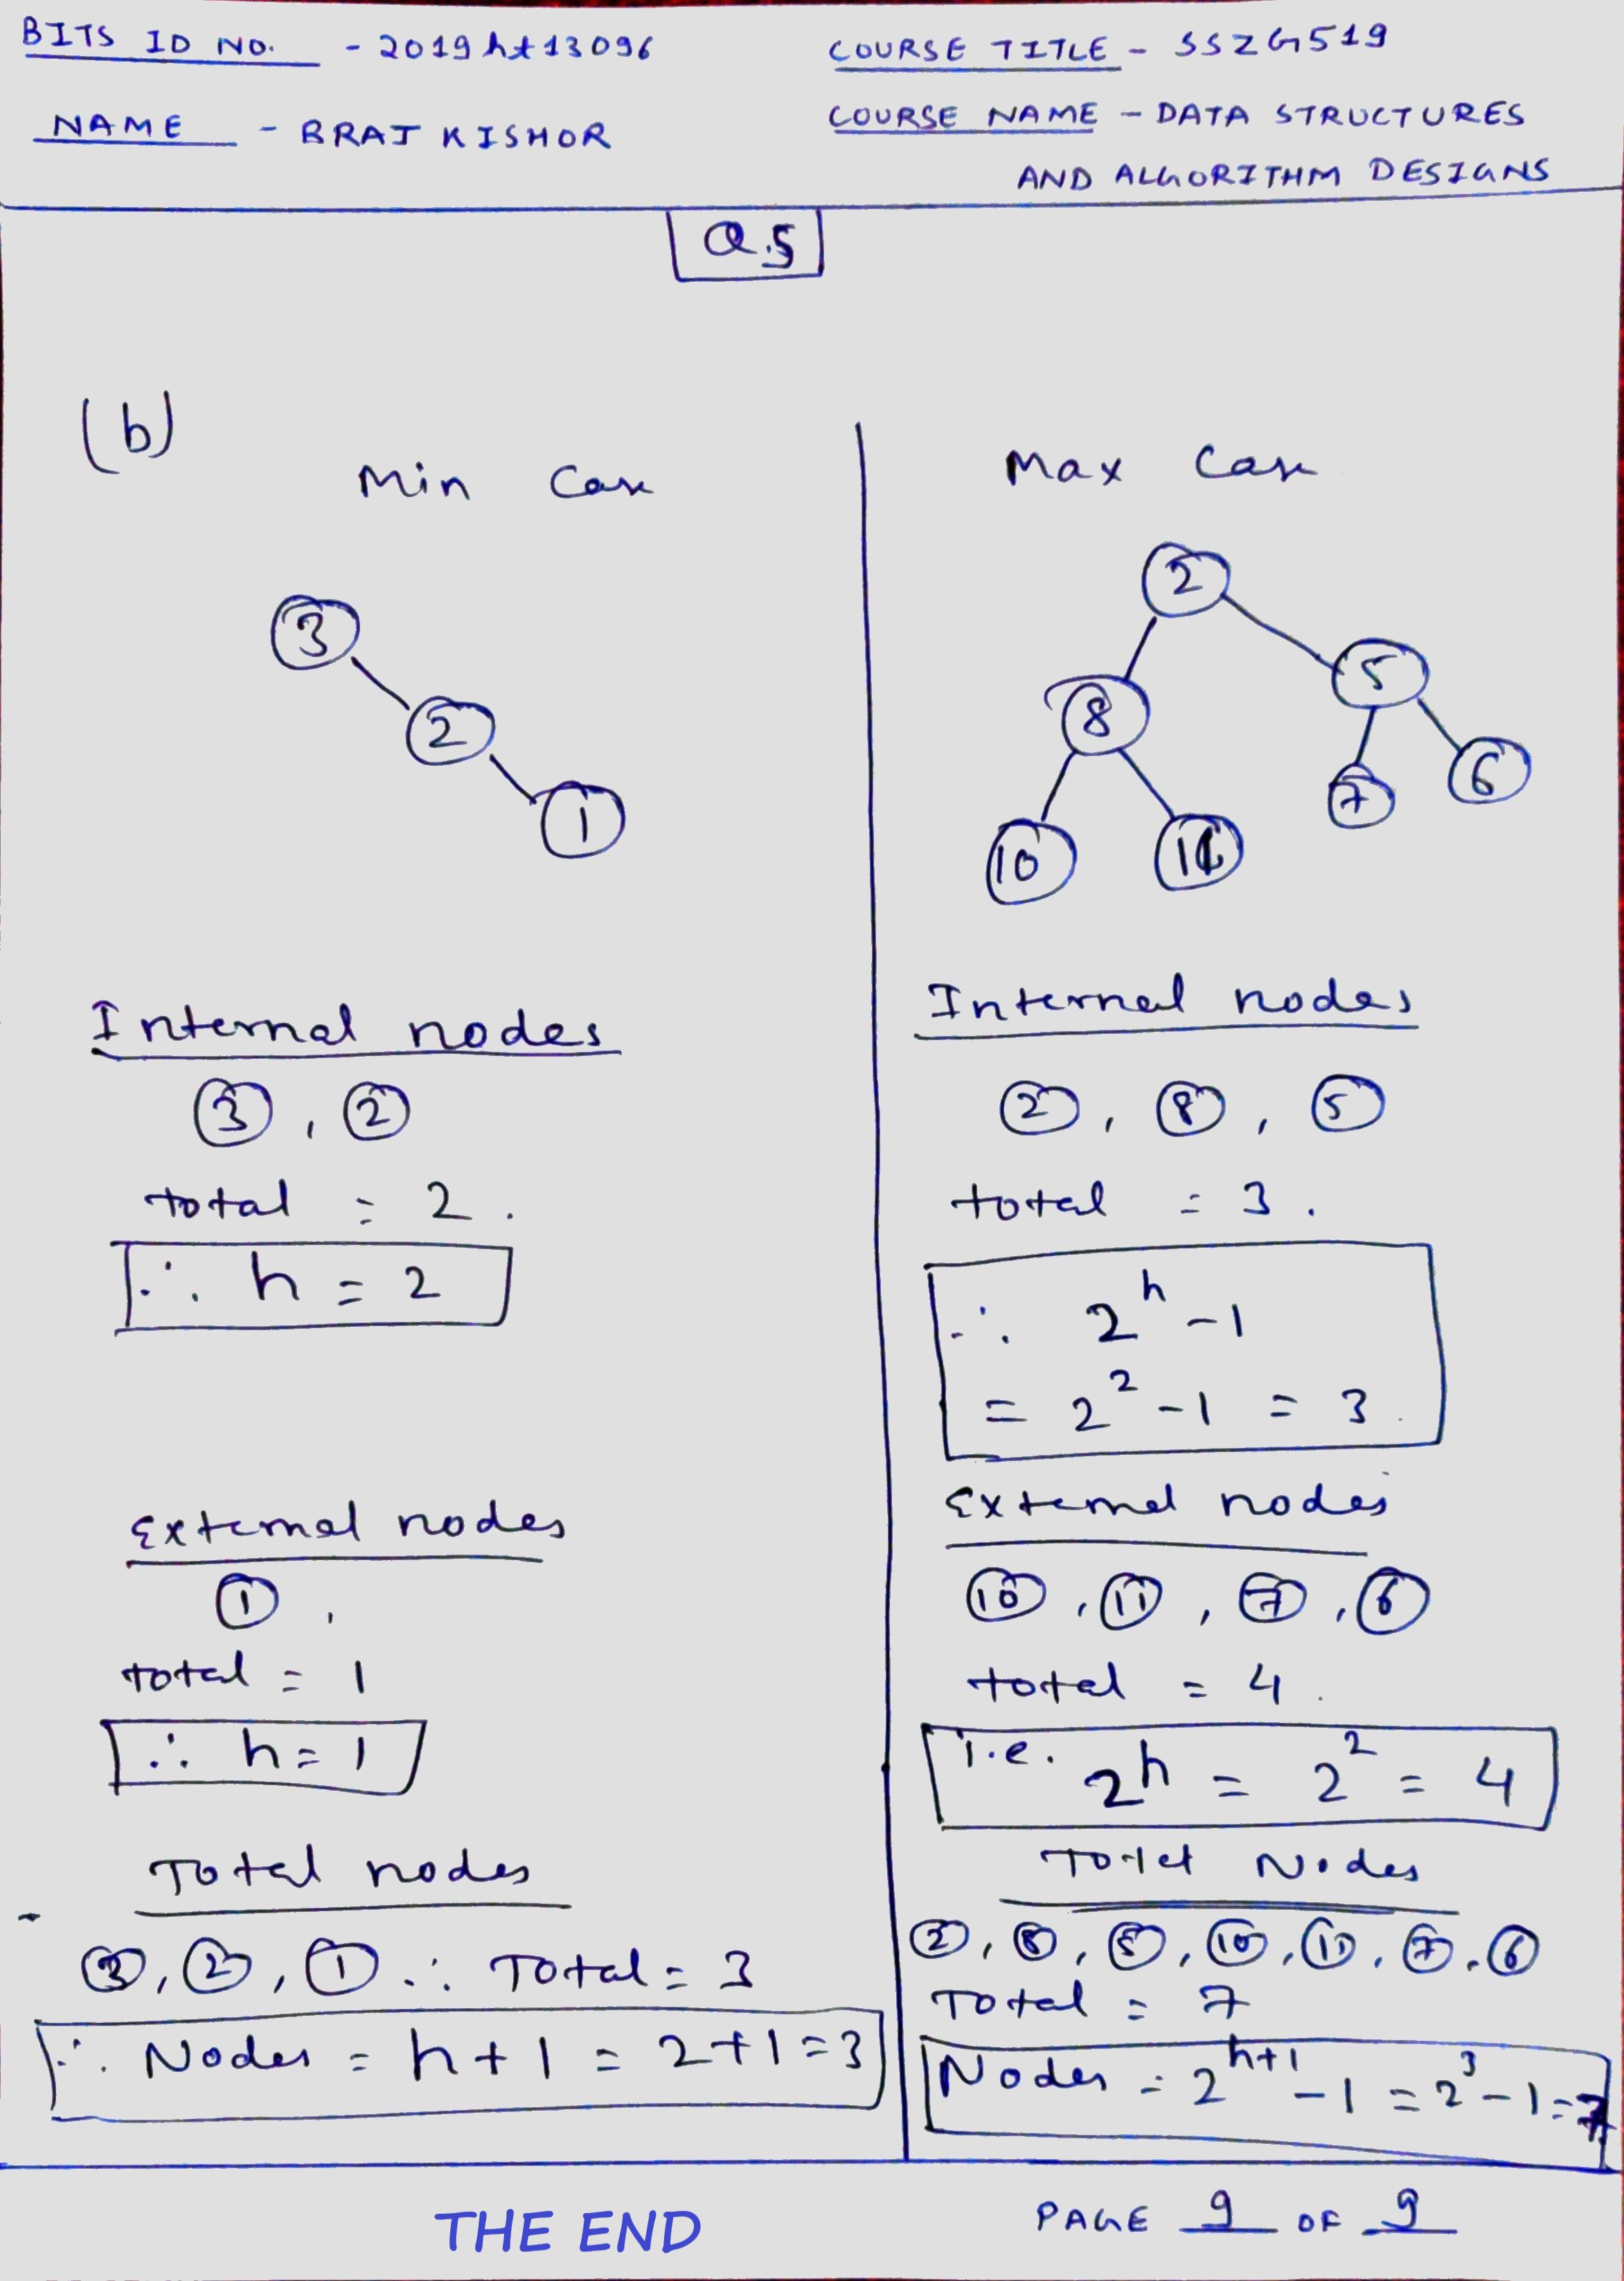 BITS ID NO. - 2019ht13096
NAME - BRAJ KISHOR
COURSE TITLE - SSZG519
COURSE NAME - DATA STRUCTURES
AND ALGORITHM DESIGNS
Q.5
(b)
Min Case
3
2
1
Internal nodes
3, 2
total = 2.
∴ h = 2
External nodes
1,
total = 1
∴ h = 1
Total nodes
3, 2, 1 ∴ Total = 3
∴ Nodes = h+1 = 2+1 = 3
Max Case
2
8 5
10 11 7 6
Internal nodes
2, 8, 5
total = 3.
∴ 2^h - 1
= 2^2 - 1 = 3.
External nodes
10, 11, 7, 6
total = 4.
i.e. 2^h = 2^2 = 4
Total Nodes
2, 8, 5, 10, 11, 7, 6
Total = 7
Nodes = 2^h+1 - 1 = 2^3 - 1 = 7
THE END
PAGE 9 OF 9